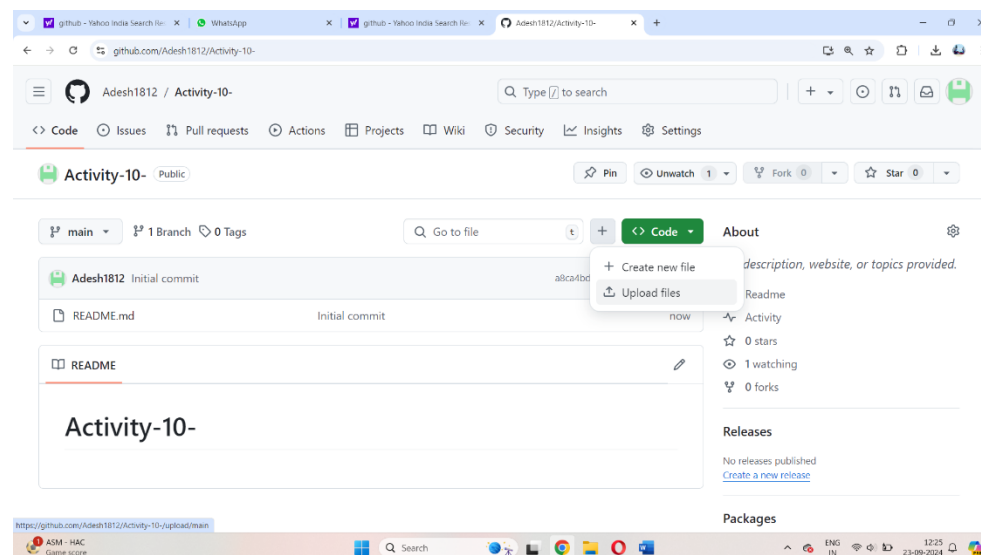 github - Yahoo India Search Re
WhatsApp
github - Yahoo India Search Re
Adesh1812/Activity-10-
github.com/Adesh1812/Activity-10-
Adesh1812 / Activity-10-
Type / to search
Code Issues Pull requests Actions Projects Wiki Security Insights Settings
Activity-10- Public
Pin Unwatch 1 Fork 0 Star 0
main 1 Branch 0 Tags Go to file t + Code
About
description, website, or topics provided.
+ Create new file
Adesh1812 Initial commit a8ca4bd
Upload files
Readme
README.md Initial commit now
Activity
0 stars
README
1 watching
0 forks
Activity-10-
Releases
No releases published
Create a new release
Packages
https://github.com/Adesh1812/Activity-10-/upload/main
ASM - HAC
Game score
Search
ENG
IN
12:25
23-09-2024